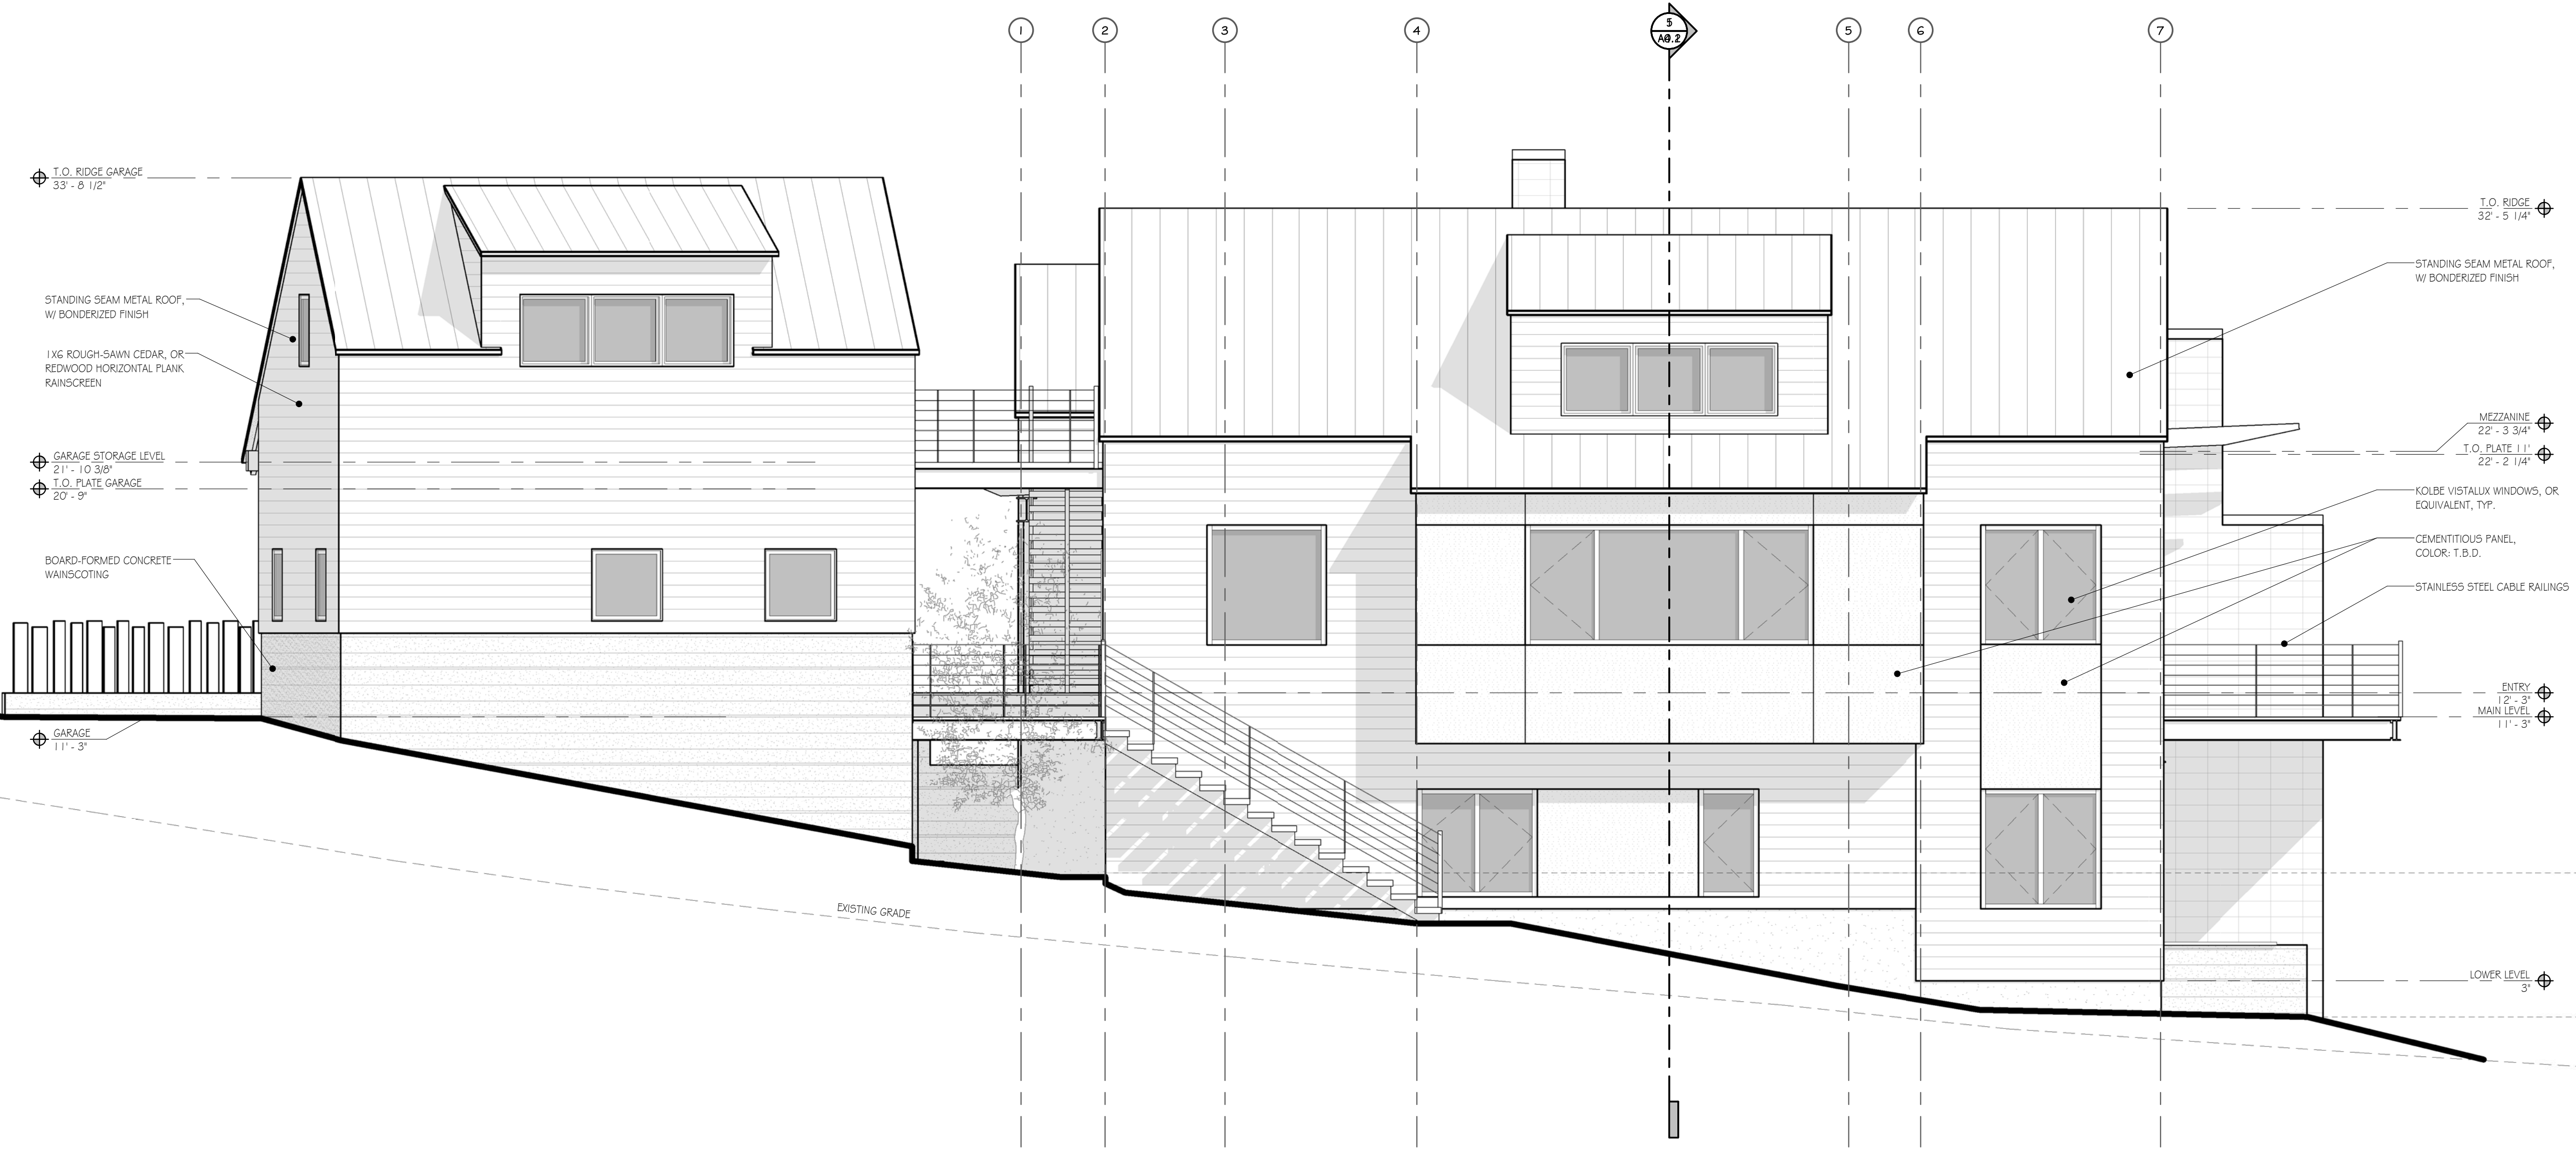 1
2
3
4
5
6
7
T.O. RIDGE GARAGE
33' - 8 1/2"
STANDING SEAM METAL ROOF,
W/ BONDERIZED FINISH
1X6 ROUGH-SAWN CEDAR, OR
REDWOOD HORIZONTAL PLANK
RAINSCREEN
GARAGE STORAGE LEVEL
21' - 10 3/8"
T.O. PLATE GARAGE
20' - 9"
BOARD-FORMED CONCRETE
WAINSCOTING
GARAGE
11' - 3"
EXISTING GRADE
T.O. RIDGE
32' - 5 1/4"
STANDING SEAM METAL ROOF,
W/ BONDERIZED FINISH
MEZZANINE
22' - 3 3/4"
T.O. PLATE 11'
22' - 2 1/4"
KOLBE VISTALUX WINDOWS, OR
EQUIVALENT, TYP.
CEMENTITIOUS PANEL,
COLOR: T.B.D.
STAINLESS STEEL CABLE RAILINGS
ENTRY
12' - 3"
MAIN LEVEL
11' - 3"
LOWER LEVEL
3"